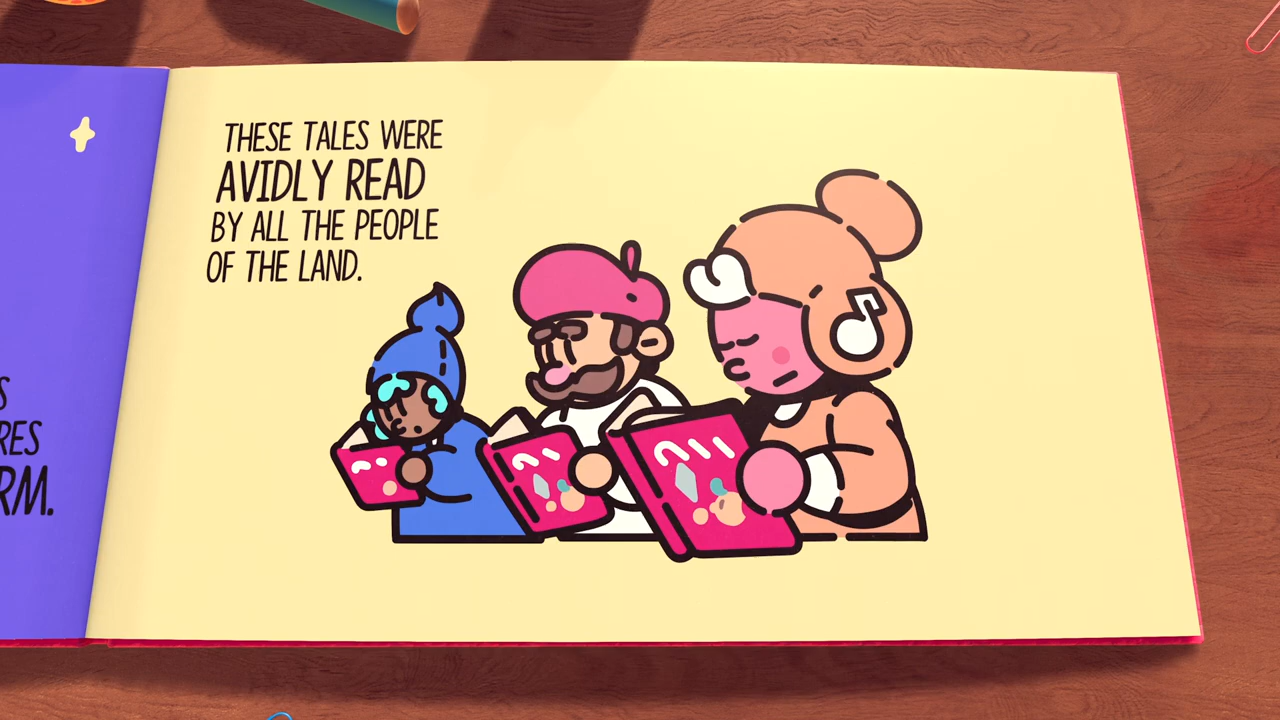 THESE TALES WERE
AVIDLY READ
BY ALL THE PEOPLE
OF THE LAND.